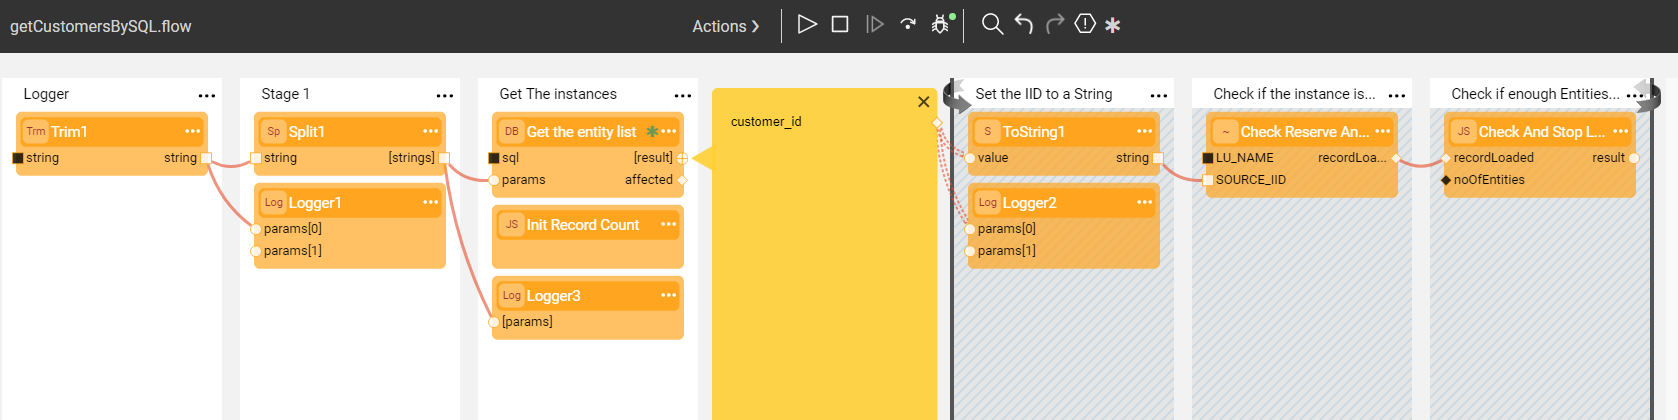 getCustomersBySQL.flow
Actions
Logger
Trm Trim1
string string
Stage 1
Sp Split1
string [strings]
Log Logger1
params[0]
params[1]
Get The instances
DB Get the entity list
sql [result]
params affected
JS Init Record Count
Log Logger3
[params]
customer_id
Set the IID to a String
S ToString1
value string
Log Logger2
params[0]
params[1]
Check if the instance is...
~ Check Reserve An...
LU_NAME recordLoa...
SOURCE_IID
Check if enough Entities...
JS Check And Stop L...
recordLoaded result
noOfEntities